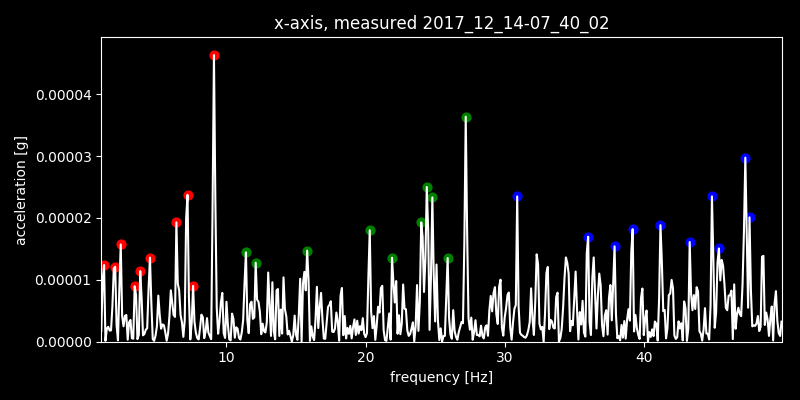 x-axis, measured 2017_12_14-07_40_02
acceleration [g]
0.00004
0.00003
0.00002
0.00001
0.00000
10 20 30 40
frequency [Hz]